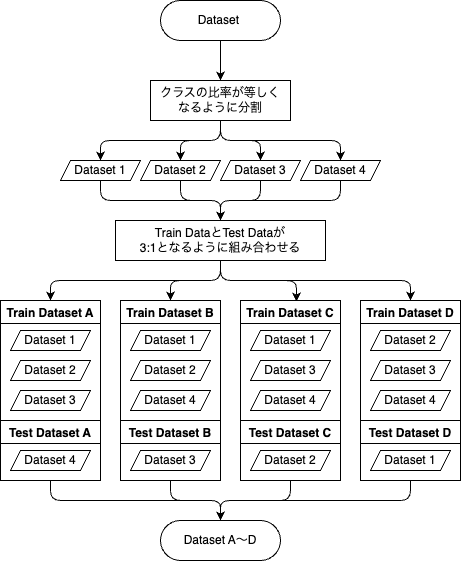 Dataset
クラスの比率が等しく
なるように分割
Dataset 1
Dataset 2
Dataset 3
Dataset 4
Train DataとTest Dataが
3:1となるように組み合わせる
Train Dataset A
Dataset 1
Dataset 2
Dataset 3
Test Dataset A
Dataset 4
Train Dataset B
Dataset 1
Dataset 2
Dataset 4
Test Dataset B
Dataset 3
Train Dataset C
Dataset 1
Dataset 3
Dataset 4
Test Dataset C
Dataset 2
Train Dataset D
Dataset 2
Dataset 3
Dataset 4
Test Dataset D
Dataset 1
Dataset A〜D